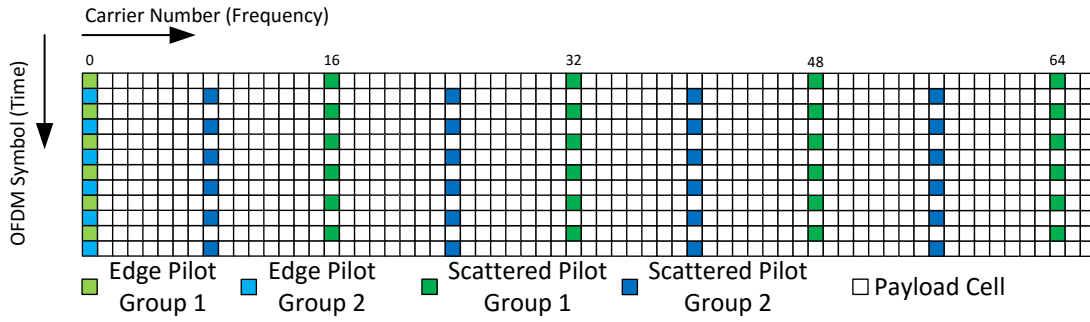 Carrier Number (Frequency)
OFDM Symbol (Time)
0 16 32 48 64
Edge Pilot
Group 1
Edge Pilot
Group 2
Scattered Pilot
Group 1
Scattered Pilot
Group 2
Payload Cell